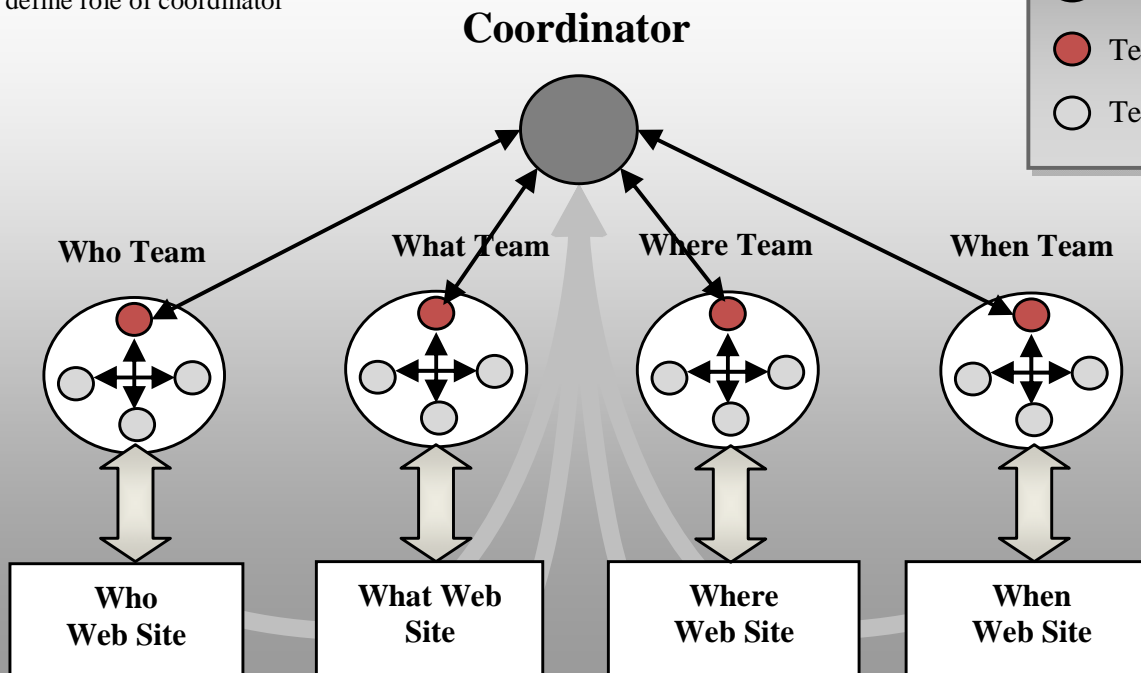 define role of coordinator
Coordinator
Who Team
What Team
Where Team
When Team
Who
Web Site
What Web
Site
Where
Web Site
When
Web Site